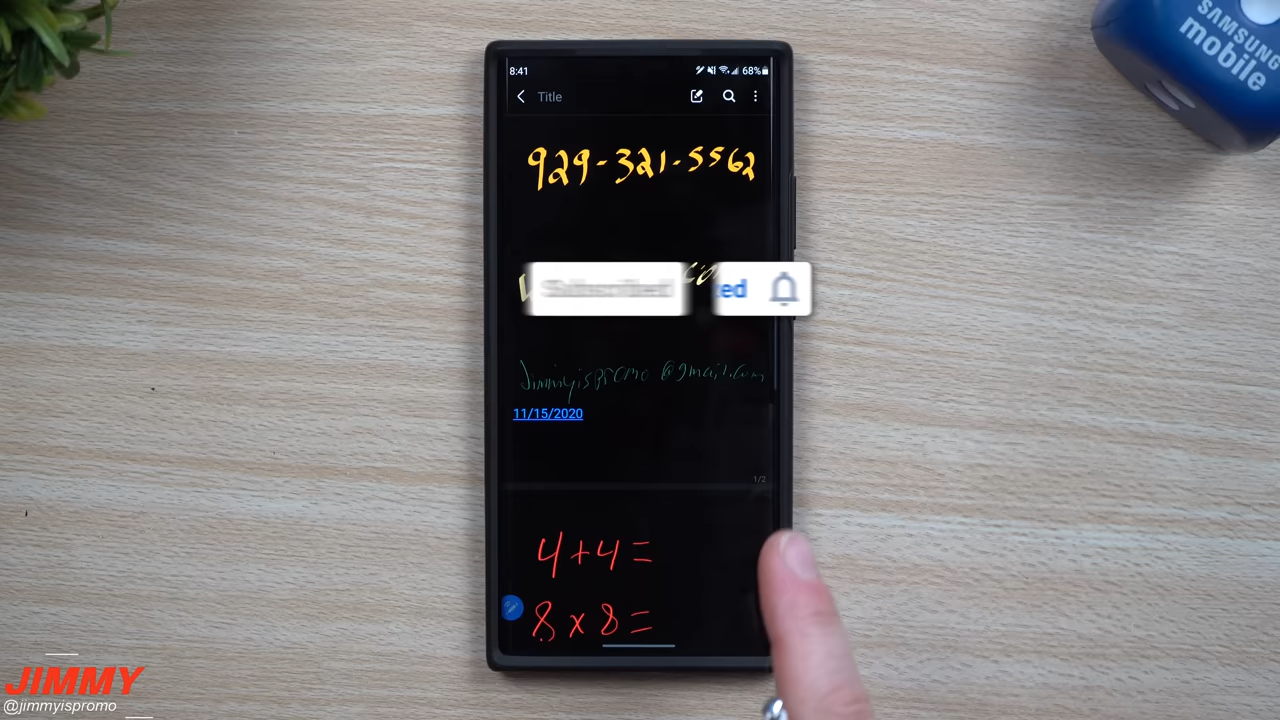 SAMSUNG
mobile
8:41
68%
Title
929-321-5562
Subscribed
Jimmyispromo @gmail.com
11/15/2020
1/2
4+4=
8x8=
JIMMY
@jimmyispromo